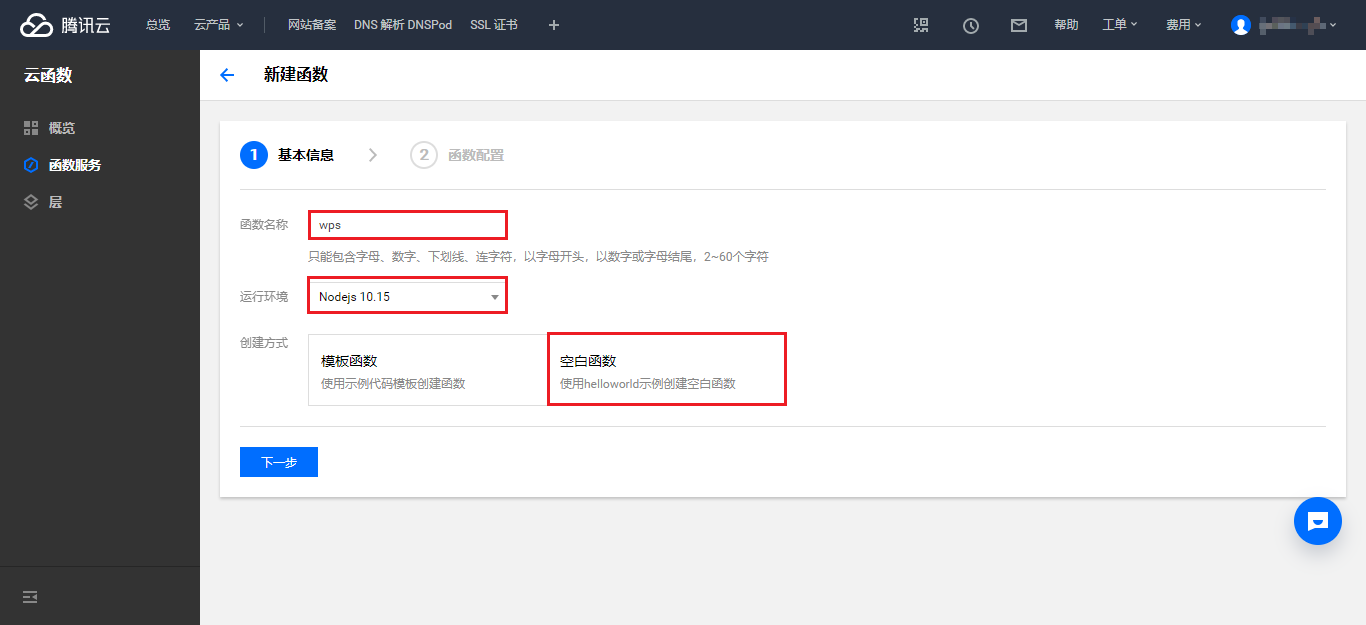 腾讯云 总览 云产品 网站备案 DNS 解析 DNSPod SSL 证书 + 帮助 工单 费用
云函数
概览
函数服务
层
新建函数
1 基本信息 2 函数配置
函数名称 wps
只能包含字母、数字、下划线、连字符，以字母开头，以数字或字母结尾，2~60个字符
运行环境 Nodejs 10.15
创建方式
模板函数
使用示例代码模板创建函数
空白函数
使用helloworld示例创建空白函数
下一步